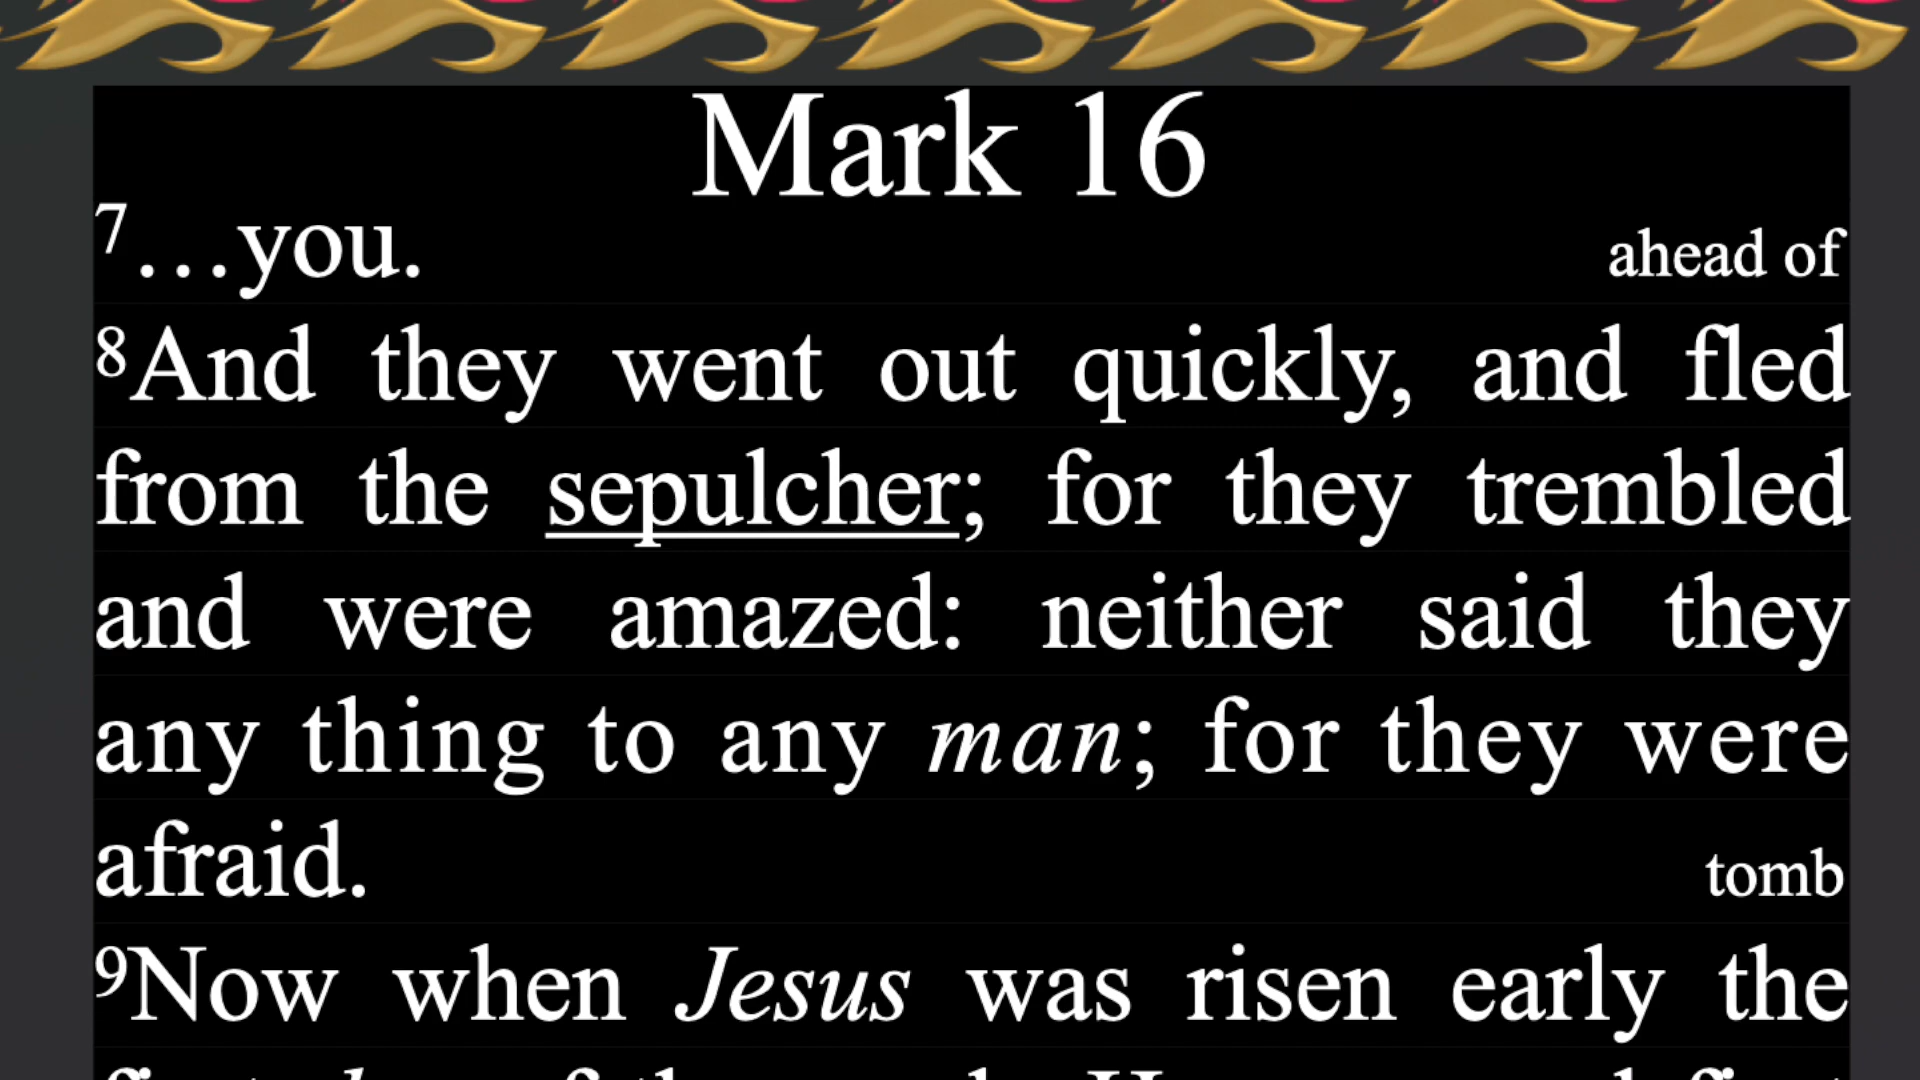 Mark 16
7…you. ahead of
8And they went out quickly, and fled
from the sepulcher; for they trembled
and were amazed: neither said they
any thing to any man; for they were
afraid. tomb
9Now when Jesus was risen early the